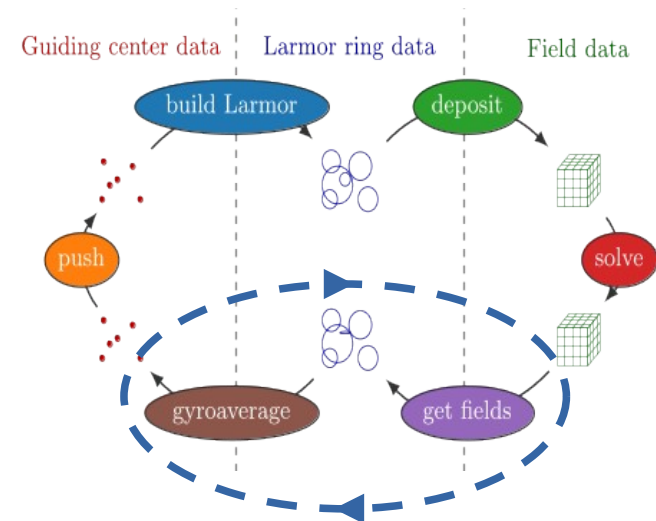 Guiding center data
Larmor ring data
Field data
build Larmor
deposit
push
solve
gyroaverage
get fields